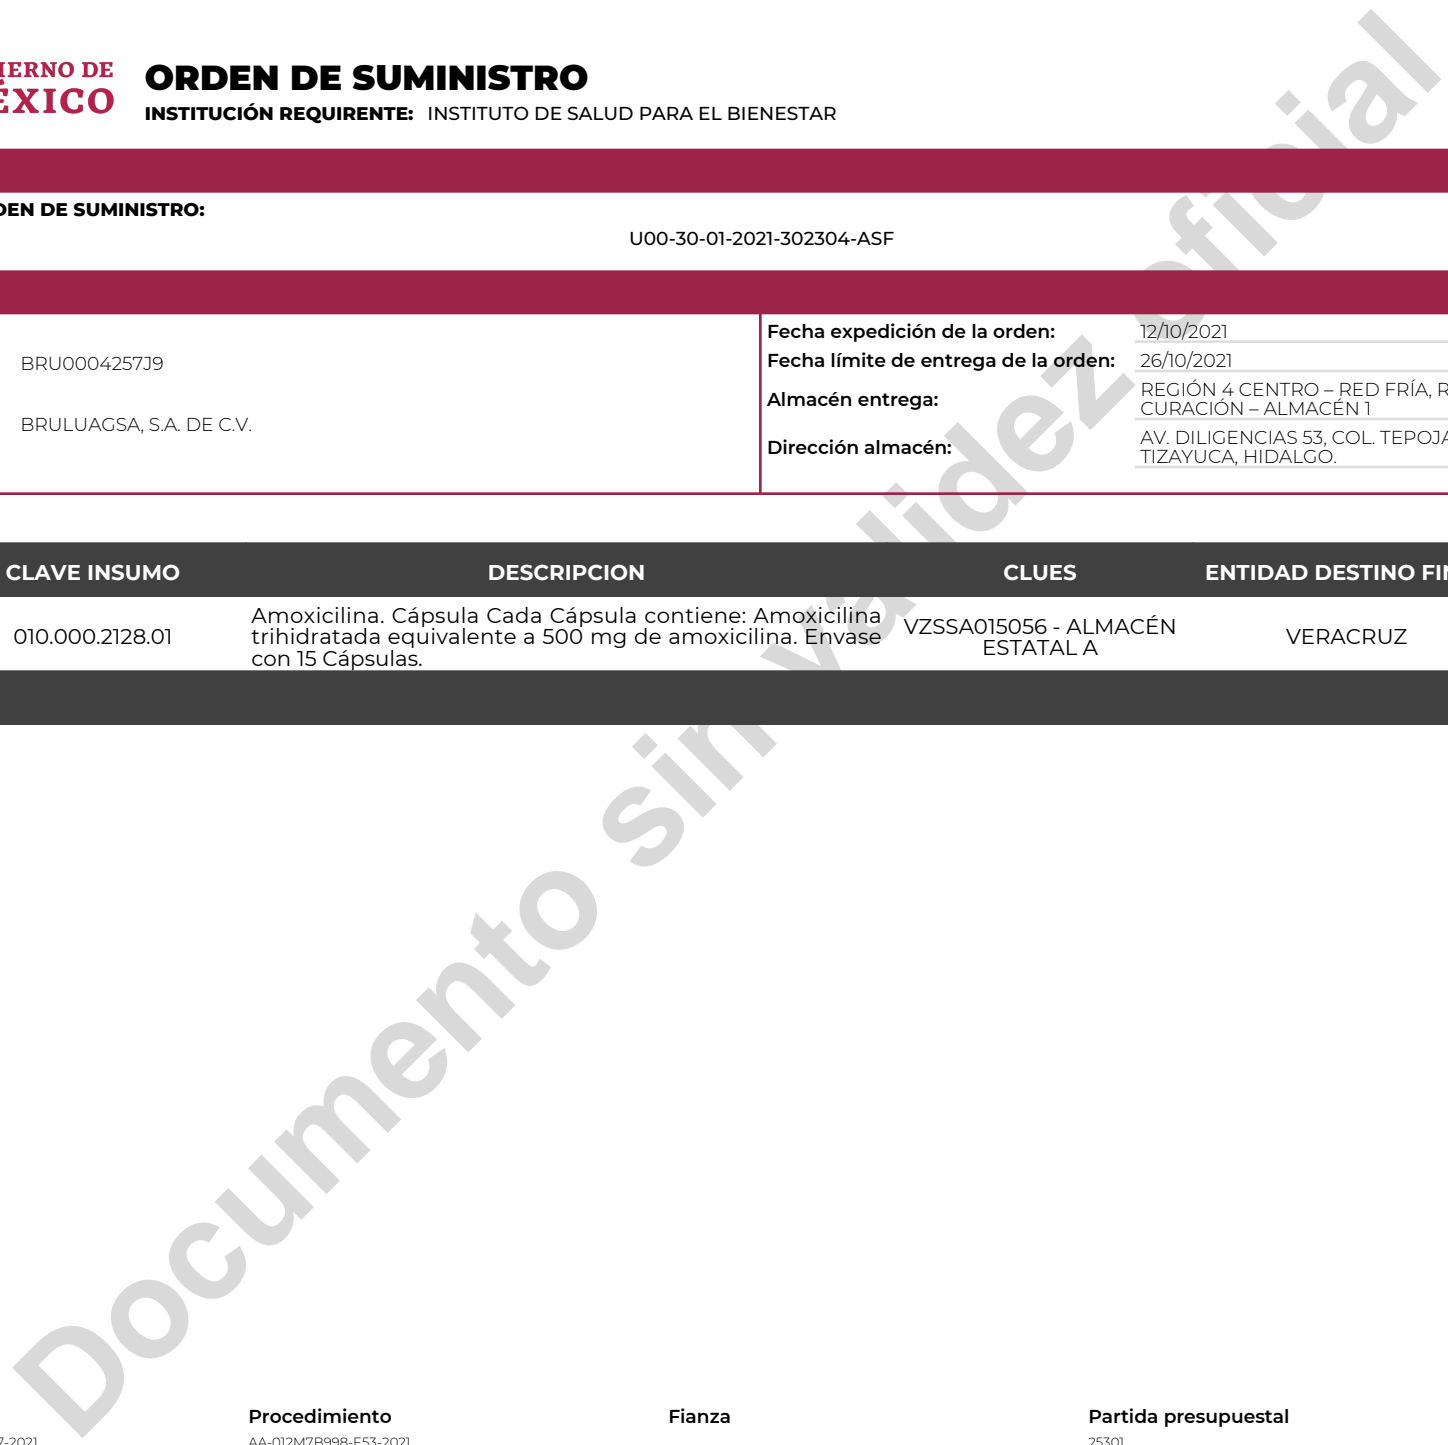 ORDEN DE SUMINISTRO
INSTITUCIÓN REQUIRENTE: INSTITUTO DE SALUD PARA EL BIENESTAR
DE
DE SUMINISTRO:
U00-30-01-2021-302304-ASF
BRU0004257J9
BRULUAGSA, S.A. DE C.V.
Fecha expedición de la orden: 12/10/2021
Fecha límite de entrega de la orden: 26/10/2021
Almacén entrega: REGIÓN 4 CENTRO – RED FRÍA,
CURACIÓN – ALMACÉN 1
Dirección almacén: AV. DILIGENCIAS 53, COL.
TIZAYUCA, HIDALGO.
CLAVE INSUMO DESCRIPCION CLUES ENTIDAD DESTINO
010.000.2128.01
Amoxicilina. Cápsula Cada Cápsula contiene: Amoxicilina
trihidratada equivalente a 500 mg de amoxicilina. Envase
con 15 Cápsulas.
VZSSA015056 - ALMACÉN
ESTATAL A
VERACRUZ
Documento sin validez oficial
Procedimiento Fianza Partida presupuestal
AA-012M7B998-E53-2021 25301